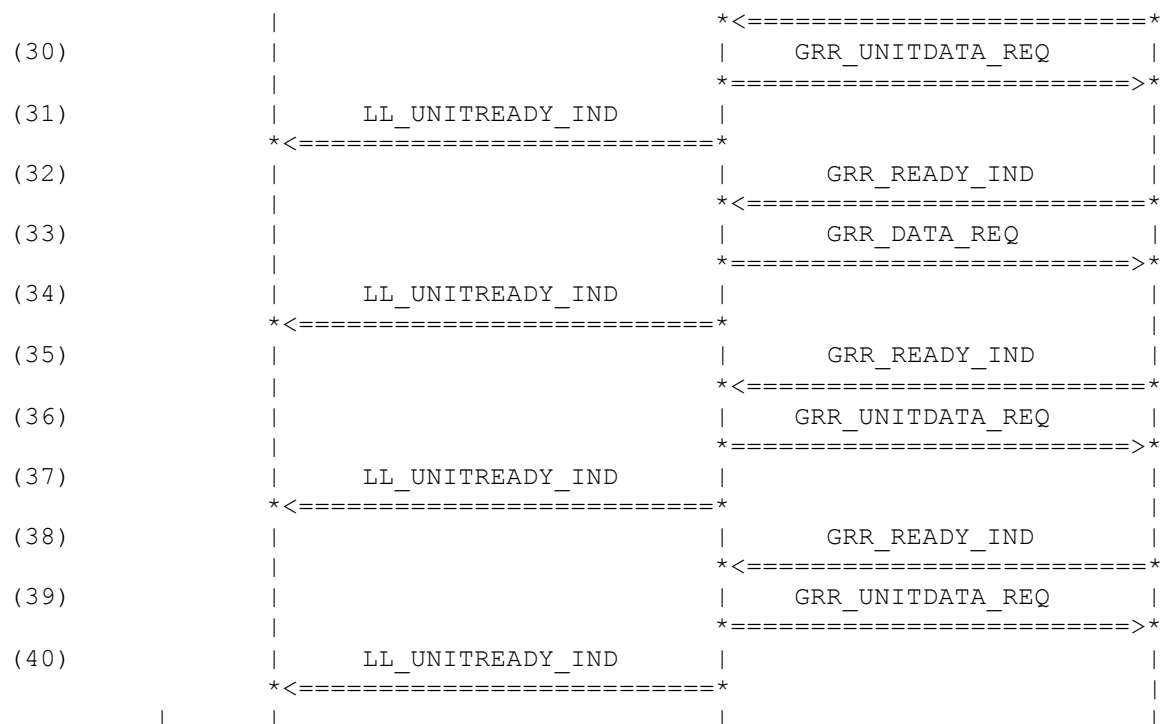 | *<=========================*
(30) | | GRR_UNITDATA_REQ |
| *=========================>*
(31) | LL_UNITREADY_IND | |
*<==========================* |
(32) | | GRR_READY_IND |
| *<=========================*
(33) | | GRR_DATA_REQ |
| *=========================>*
(34) | LL_UNITREADY_IND | |
*<==========================* |
(35) | | GRR_READY_IND |
| *<=========================*
(36) | | GRR_UNITDATA_REQ |
| *=========================>*
(37) | LL_UNITREADY_IND | |
*<==========================* |
(38) | | GRR_READY_IND |
| *<=========================*
(39) | | GRR_UNITDATA_REQ |
| *=========================>*
(40) | LL_UNITREADY_IND | |
*<==========================* |
| | | |